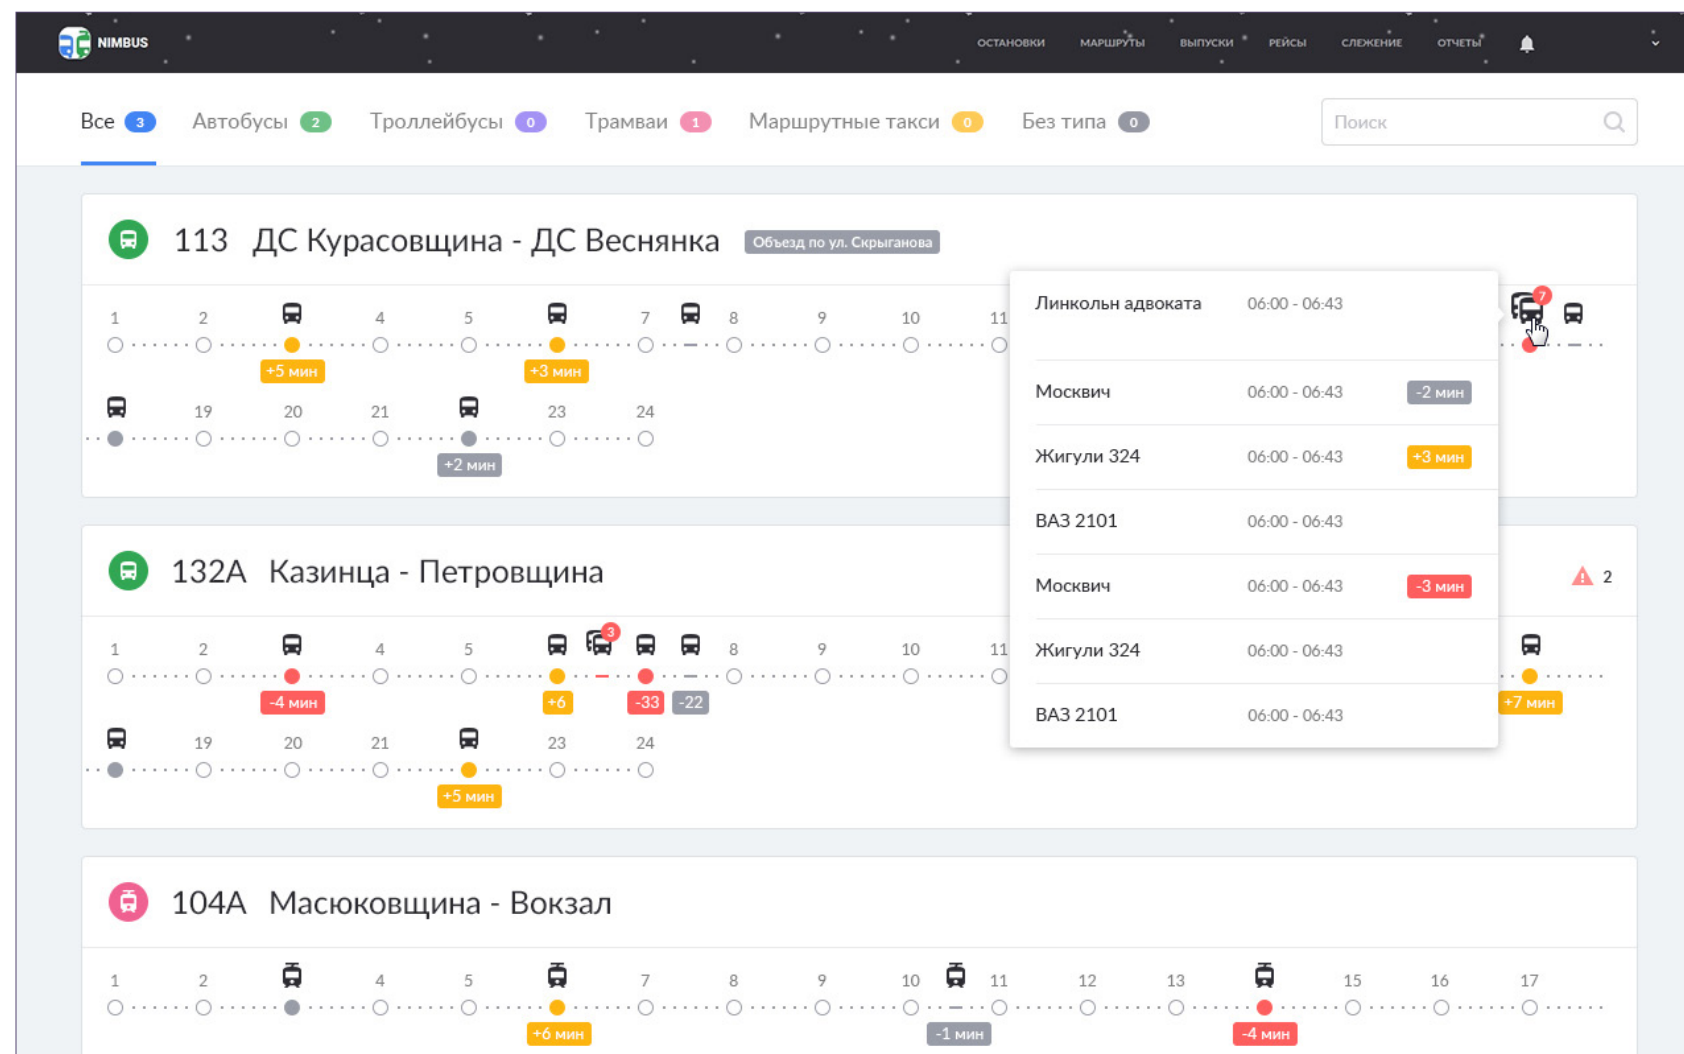 NIMBUS ОСТАНОВКИ МАРШРУТЫ ВЫПУСКИ РЕЙСЫ СЛЕЖЕНИЕ ОТЧЕТЫ
Все 3 Автобусы 2 Троллейбусы 0 Трамваи 1 Маршрутные такси 0 Без типа 0 Поиск
113 ДС Курасовщина - ДС Веснянка Объезд по ул. Скрыганова
1 2 4 5 7 8 9 10 11 7
+5 мин +3 мин
19 20 21 23 24
+2 мин
Линкольн адвоката 06:00 - 06:43
Москвич 06:00 - 06:43 -2 мин
Жигули 324 06:00 - 06:43 +3 мин
ВАЗ 2101 06:00 - 06:43
Москвич 06:00 - 06:43 -3 мин
Жигули 324 06:00 - 06:43
ВАЗ 2101 06:00 - 06:43
132А Казинца - Петровщина 2
1 2 4 5 3 8 9 10 11
-4 мин +6 -33 -22 +7 мин
19 20 21 23 24
+5 мин
104А Масюковщина - Вокзал
1 2 4 5 7 8 9 10 11 12 13 15 16 17
+6 мин -1 мин -4 мин